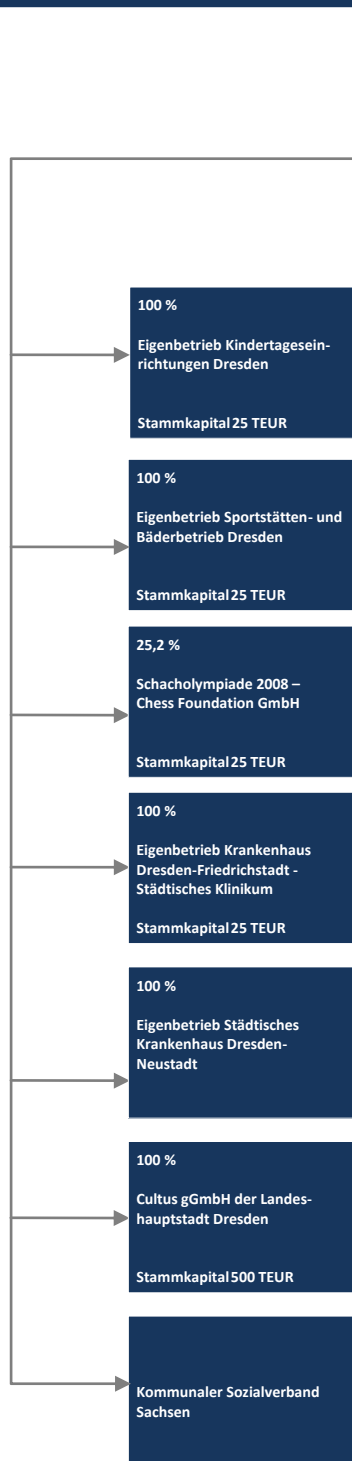 100 %
Eigenbetrieb Kindertagesein-
richtungen Dresden
Stammkapital 25 TEUR
100 %
Eigenbetrieb Sportstätten- und
Bäderbetrieb Dresden
Stammkapital 25 TEUR
25,2 %
Schacholympiade 2008 –
Chess Foundation GmbH
Stammkapital 25 TEUR
100 %
Eigenbetrieb Krankenhaus
Dresden-Friedrichstadt -
Städtisches Klinikum
Stammkapital 25 TEUR
100 %
Eigenbetrieb Städtisches
Krankenhaus Dresden-
Neustadt
100 %
Cultus gGmbH der Landes-
hauptstadt Dresden
Stammkapital 500 TEUR
Kommunaler Sozialverband
Sachsen